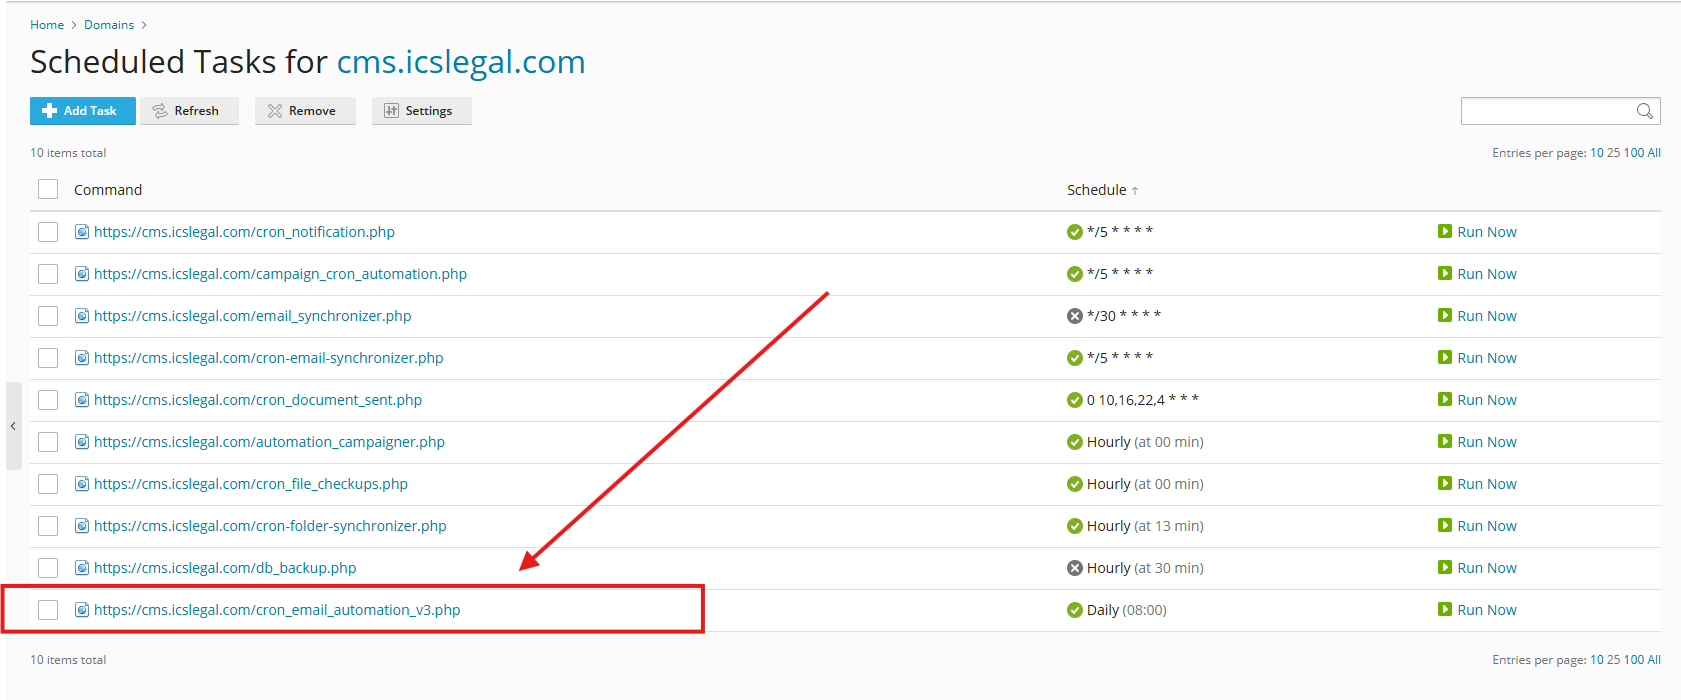 Home > Domains >
Scheduled Tasks for cms.icslegal.com
Add Task Refresh Remove Settings
10 items total Entries per page: 10 25 100 All
Command Schedule ↑
https://cms.icslegal.com/cron_notification.php */5 * * * * Run Now
https://cms.icslegal.com/campaign_cron_automation.php */5 * * * * Run Now
https://cms.icslegal.com/email_synchronizer.php */30 * * * * Run Now
https://cms.icslegal.com/cron-email-synchronizer.php */5 * * * * Run Now
https://cms.icslegal.com/cron_document_sent.php 0 10,16,22,4 * * * Run Now
https://cms.icslegal.com/automation_campaigner.php Hourly (at 00 min) Run Now
https://cms.icslegal.com/cron_file_checkups.php Hourly (at 00 min) Run Now
https://cms.icslegal.com/cron-folder-synchronizer.php Hourly (at 13 min) Run Now
https://cms.icslegal.com/db_backup.php Hourly (at 30 min) Run Now
https://cms.icslegal.com/cron_email_automation_v3.php Daily (08:00) Run Now
10 items total Entries per page: 10 25 100 All